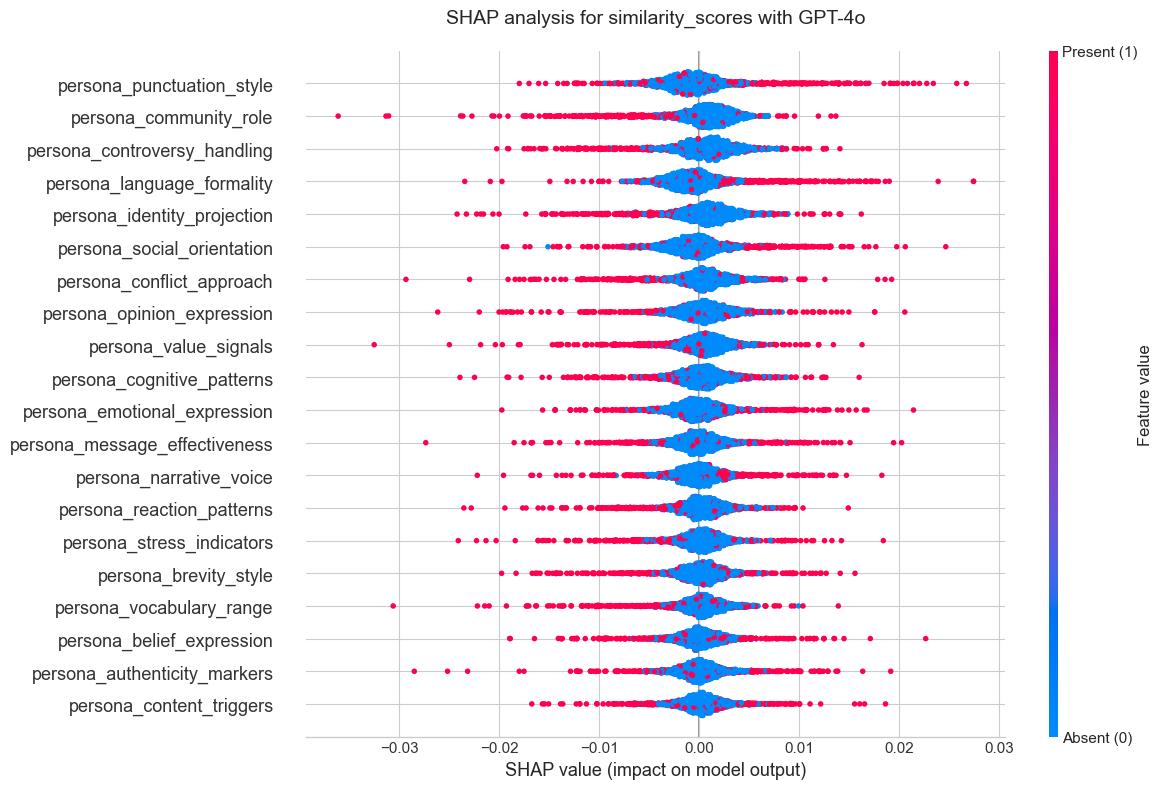 SHAP analysis for similarity_scores with GPT-4o
Present (1)
persona_punctuation_style
persona_community_role
persona_controversy_handling
persona_language_formality
persona_identity_projection
persona_social_orientation
persona_conflict_approach
persona_opinion_expression
persona_value_signals
persona_cognitive_patterns
persona_emotional_expression
persona_message_effectiveness
persona_narrative_voice
persona_reaction_patterns
persona_stress_indicators
persona_brevity_style
persona_vocabulary_range
persona_belief_expression
persona_authenticity_markers
persona_content_triggers
Feature value
Absent (0)
−0.03 −0.02 −0.01 0.00 0.01 0.02 0.03
SHAP value (impact on model output)